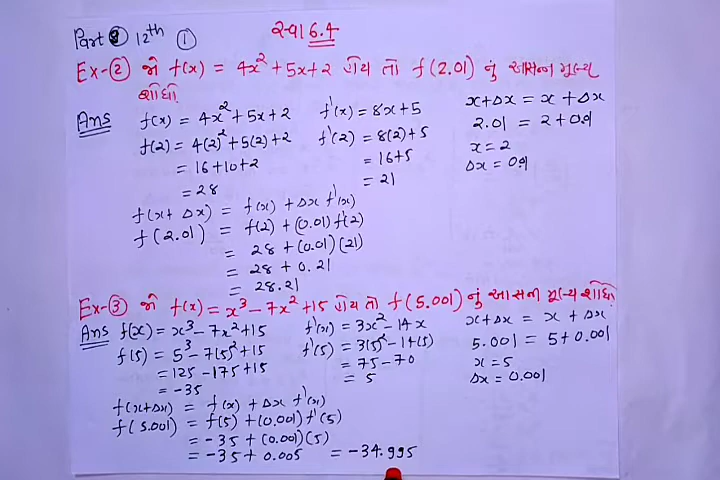 Part ② 12th ① સ્વા 6.4
Ex-② જો f(x) = 4x²+5x+2 હોય તો f(2.01) નું આસન્ન મૂલ્ય
શોધો.
Ans f(x) = 4x²+5x+2 f'(x) = 8x+5 x+Δx = x+Δx
f(2) = 4(2)²+5(2)+2 f'(2) = 8(2)+5 2.01 = 2+0.01
= 16+10+2 = 16+5 x=2
= 28 = 21 Δx = 0.01
f(x+Δx) = f(x) + Δx f'(x)
f(2.01) = f(2) + (0.01) f'(2)
= 28 + (0.01)(21)
= 28 + 0.21
= 28.21
Ex-③ જો f(x) = x³-7x²+15 હોય તો f(5.001) નું આસન્ન મૂલ્ય શોધો.
Ans f(x) = x³-7x²+15 f'(x) = 3x²-14x x+Δx = x+Δx
f(5) = 5³-7(5)²+15 f'(5) = 3(5)²-14(5) 5.001 = 5+0.001
= 125-175+15 = 75-70 x=5
= -35 = 5 Δx = 0.001
f(x+Δx) = f(x) + Δx f'(x)
f(5.001) = f(5) + (0.001) f'(5)
= -35 + (0.001)(5)
= -35 + 0.005 = -34.995